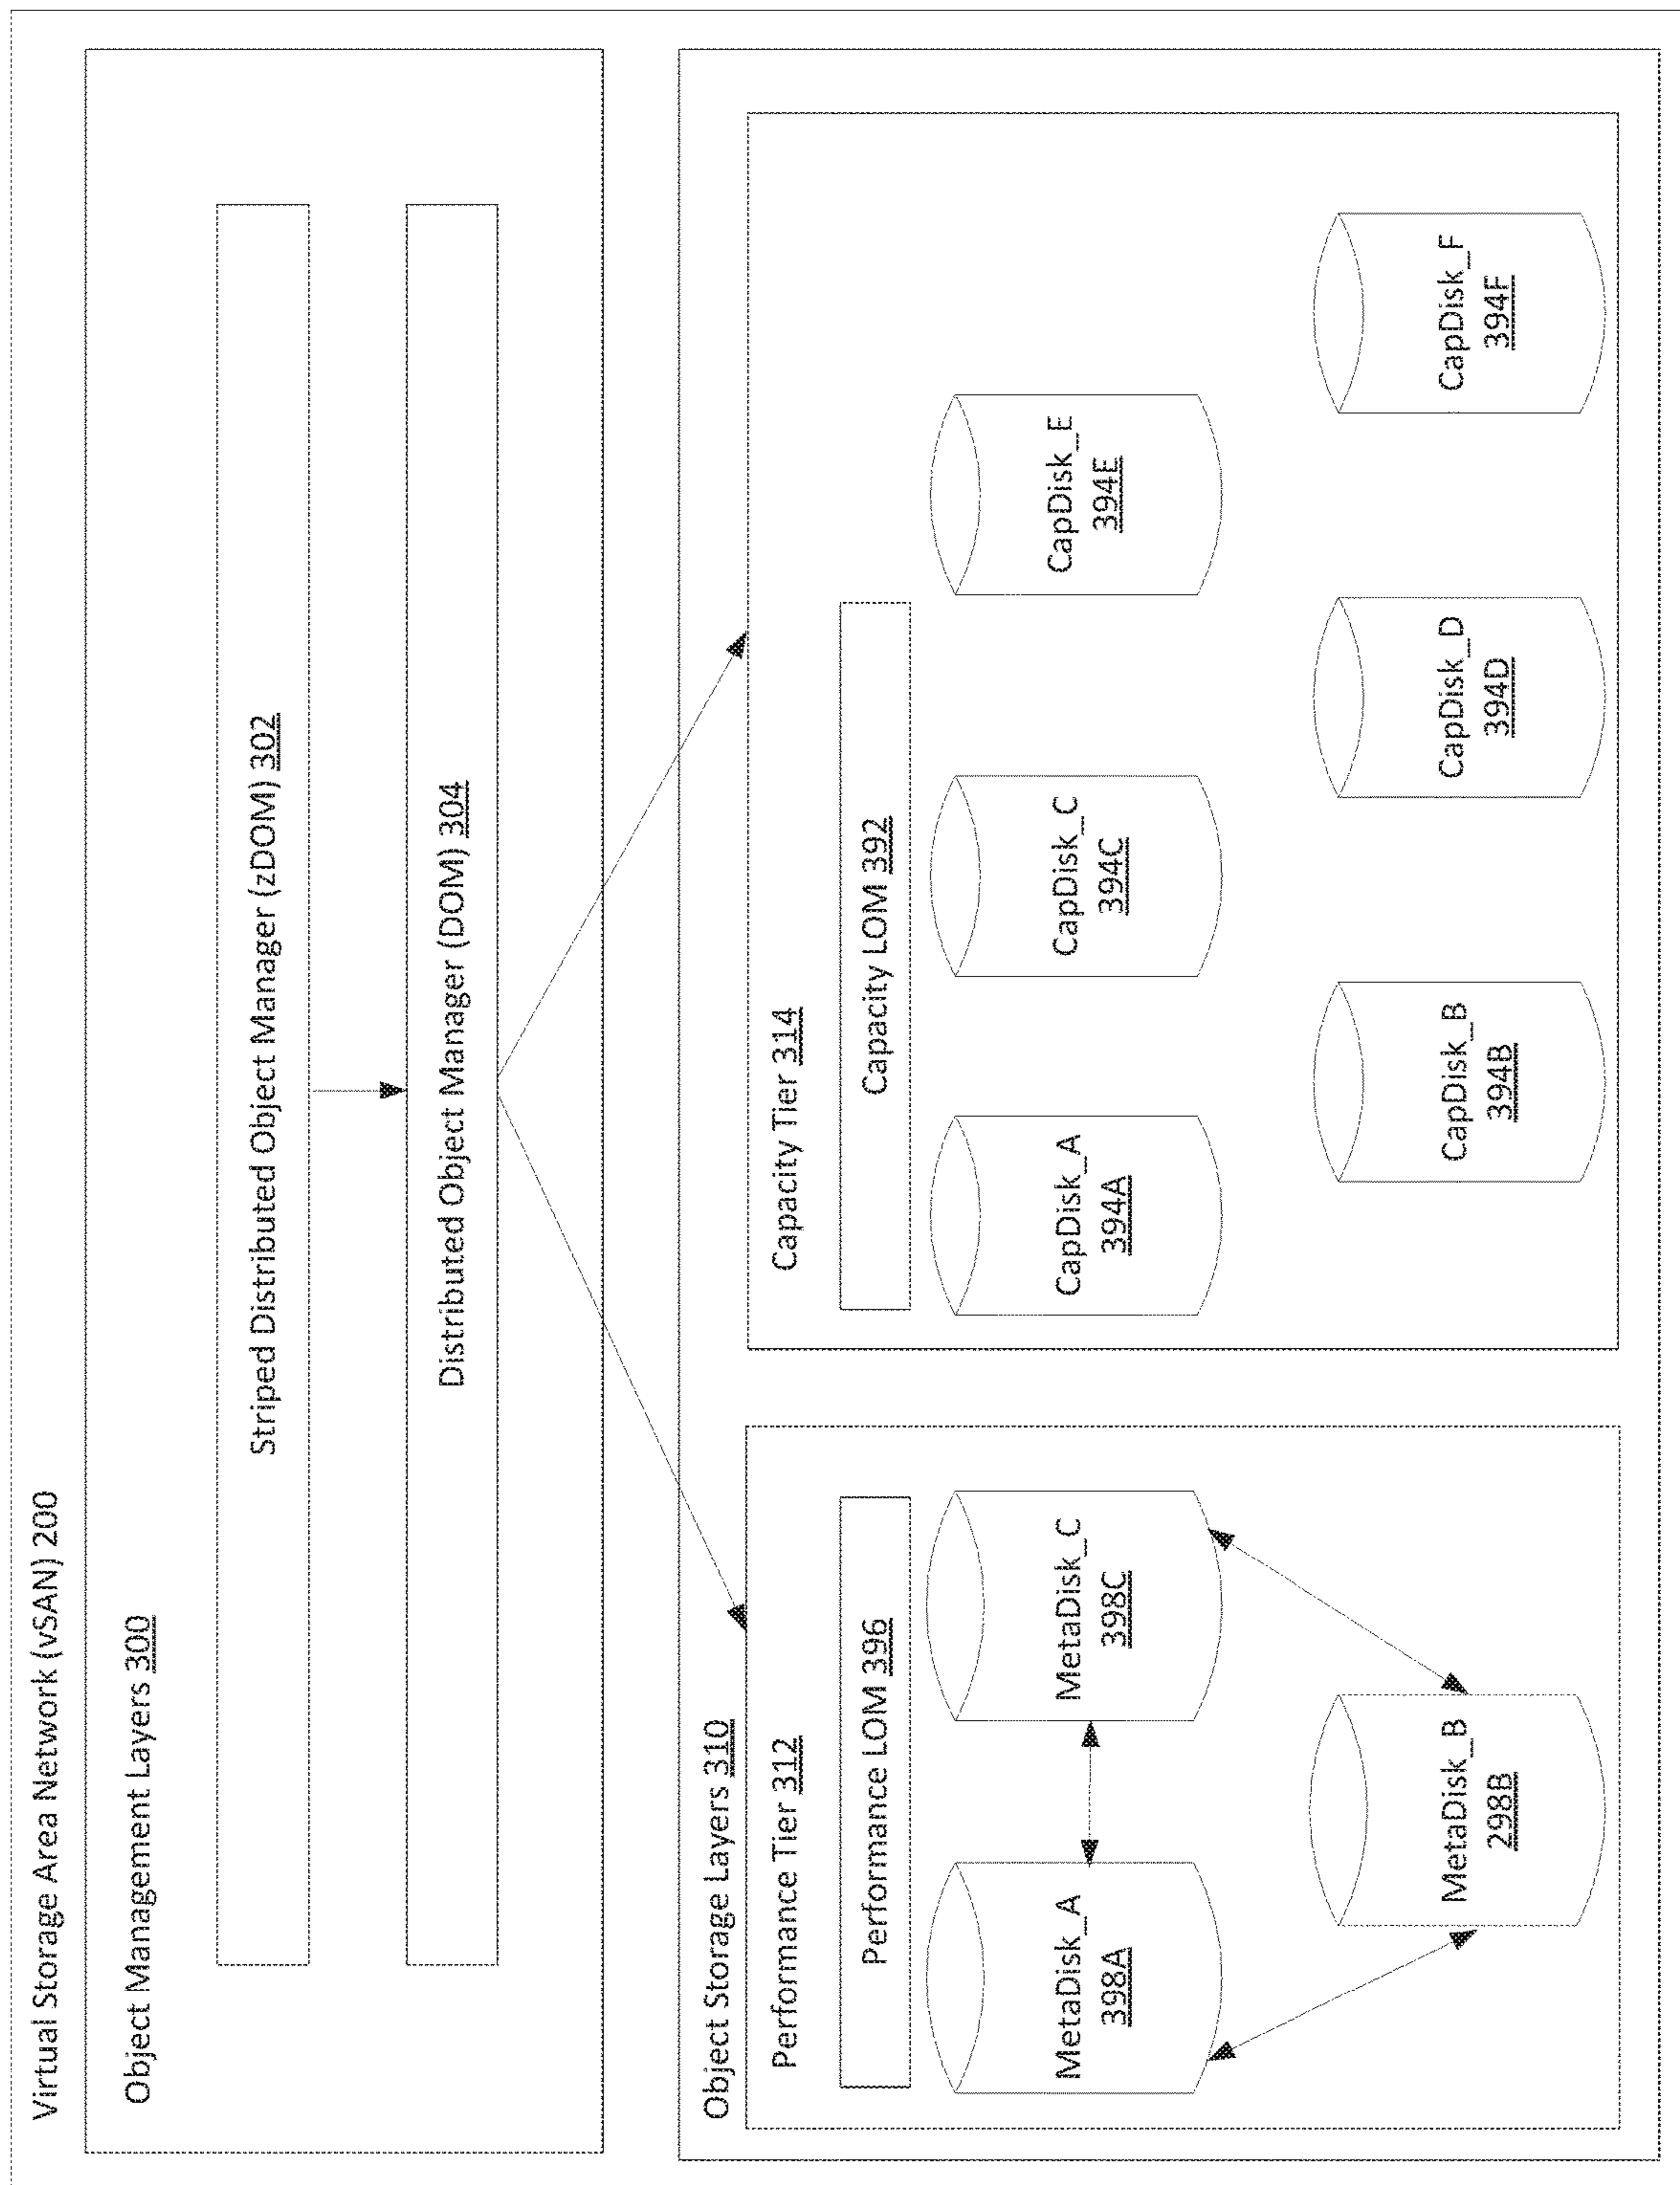 Virtual Storage Area Network (vSAN) 200
Object Management Layers 300
Striped Distributed Object Manager (zDOM) 302
Distributed Object Manager (DOM) 304
Object Storage Layers 310
Performance Tier 312
Performance LOM 396
MetaDisk_A
398A
MetaDisk_C
398C
MetaDisk_B
298B
Capacity Tier 314
Capacity LOM 392
CapDisk_A
394A
CapDisk_C
394C
CapDisk_E
394E
CapDisk_B
394B
CapDisk_D
394D
CapDisk_F
394F